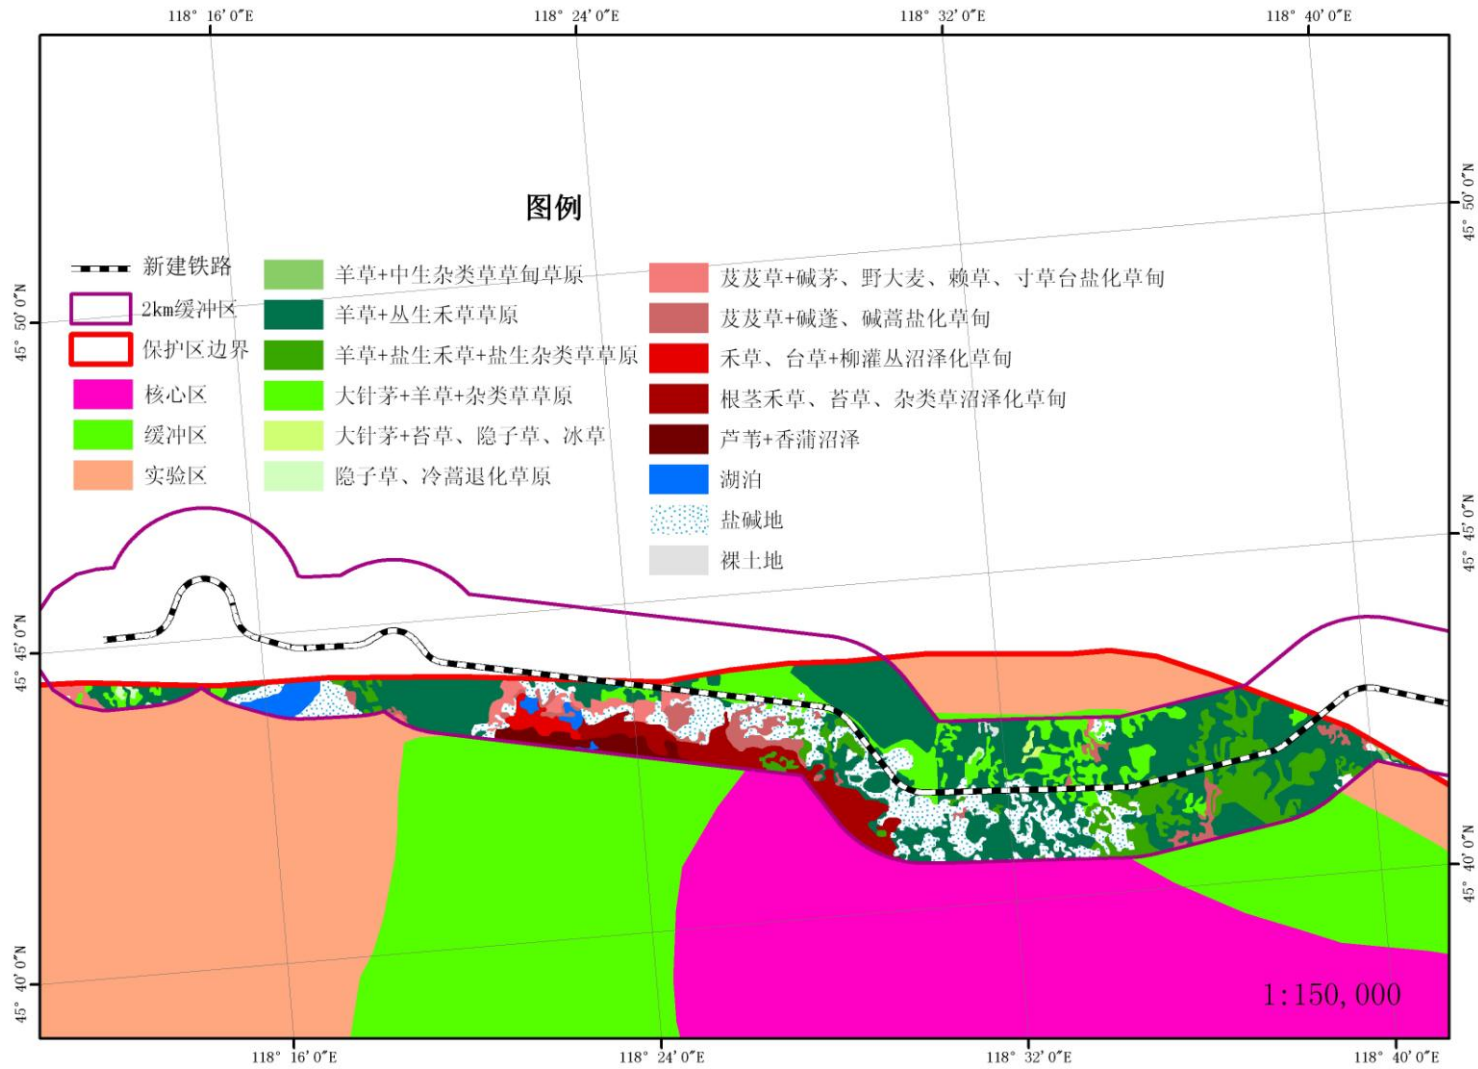 118° 16′ 0″E
118° 24′ 0″E
118° 32′ 0″E
118° 40′ 0″E
45° 50′ 0″N
45° 45′ 0″N
45° 40′ 0″N
图例
新建铁路
2km缓冲区
保护区边界
核心区
缓冲区
实验区
羊草+中生杂类草草甸草原
羊草+丛生禾草草原
羊草+盐生禾草+盐生杂类草草原
大针茅+羊草+杂类草草原
大针茅+苔草、隐子草、冰草
隐子草、冷蒿退化草原
芨芨草+碱茅、野大麦、赖草、寸草台盐化草甸
芨芨草+碱蓬、碱蒿盐化草甸
禾草、台草+柳灌丛沼泽化草甸
根茎禾草、苔草、杂类草沼泽化草甸
芦苇+香蒲沼泽
湖泊
盐碱地
裸土地
45° 50′ 0″N
45° 45′ 0″N
45° 40′ 0″N
1:150,000
118° 16′ 0″E
118° 24′ 0″E
118° 32′ 0″E
118° 40′ 0″E